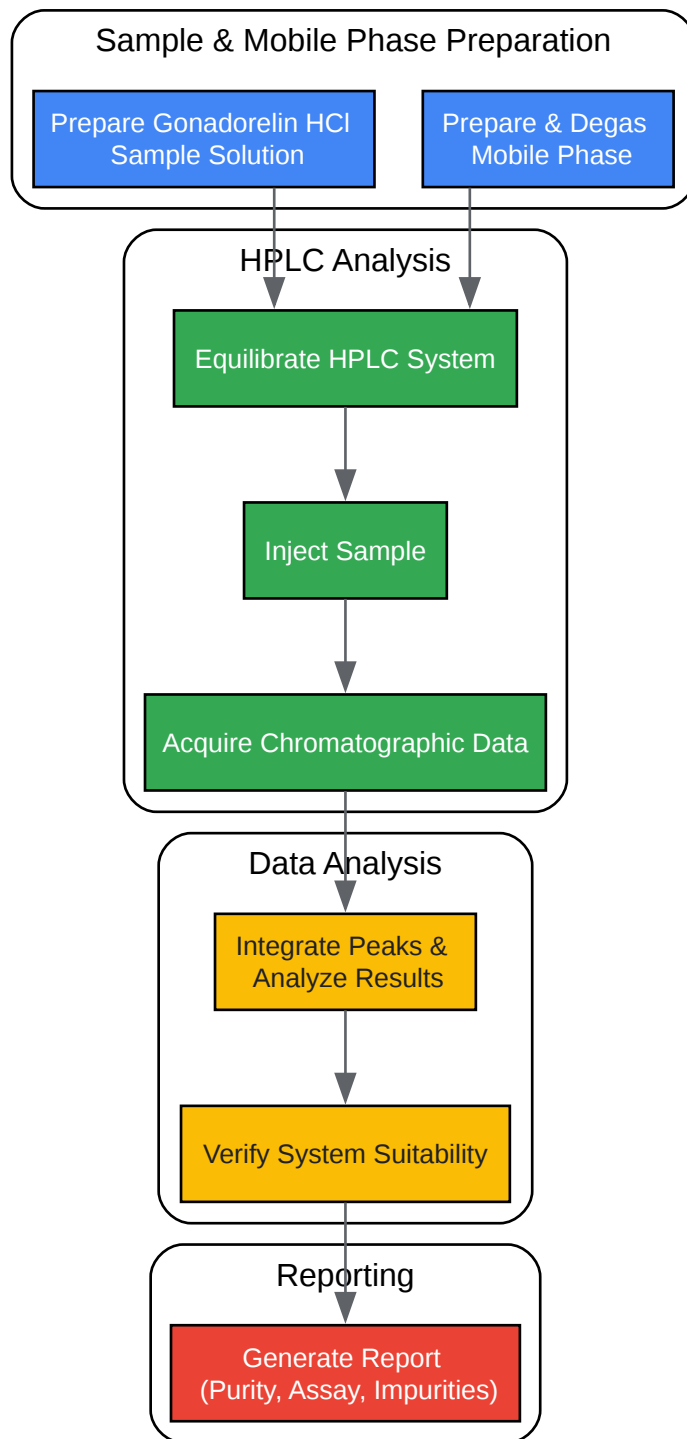 Sample & Mobile Phase Preparation
Prepare Gonadorelin HCl
Sample Solution
Prepare & Degas
Mobile Phase
HPLC Analysis
Equilibrate HPLC System
Inject Sample
Acquire Chromatographic Data
Data Analysis
Integrate Peaks &
Analyze Results
Verify System Suitability
Reporting
Generate Report
(Purity, Assay, Impurities)